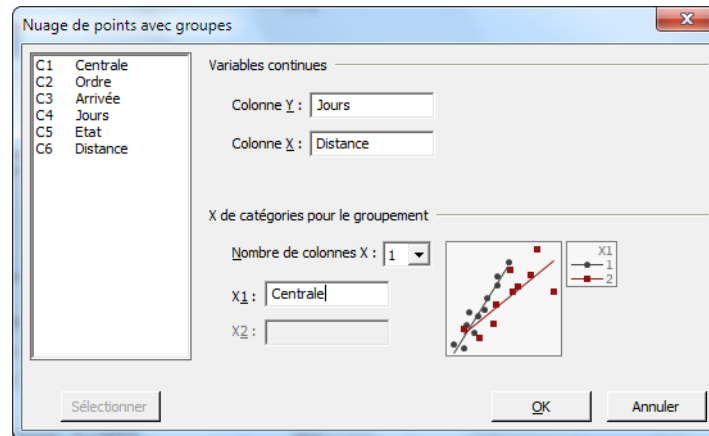 Nuage de points avec groupes
C1 Centrale
C2 Ordre
C3 Arrivée
C4 Jours
C5 Etat
C6 Distance
Variables continues
Colonne Y : Jours
Colonne X : Distance
X de catégories pour le groupement
Nombre de colonnes X : 1
X1 : Centrale
X2 :
X1
1
2
Sélectionner
OK
Annuler